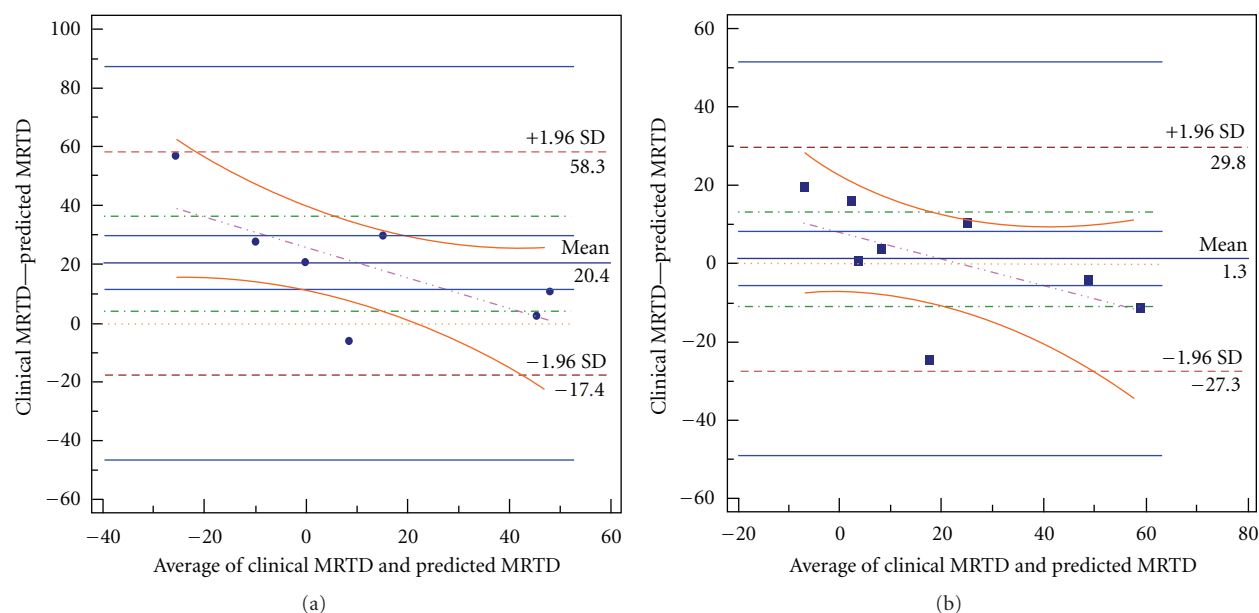 100
80
60
40
20
0
−20
−40
−60
Clinical MRTD—predicted MRTD
+1.96 SD
58.3
Mean
20.4
−1.96 SD
−17.4
−40 −20 0 20 40 60
Average of clinical MRTD and predicted MRTD
(a)
60
40
20
0
−20
−40
−60
Clinical MRTD—predicted MRTD
+1.96 SD
29.8
Mean
1.3
−1.96 SD
−27.3
−20 0 20 40 60 80
Average of clinical MRTD and predicted MRTD
(b)